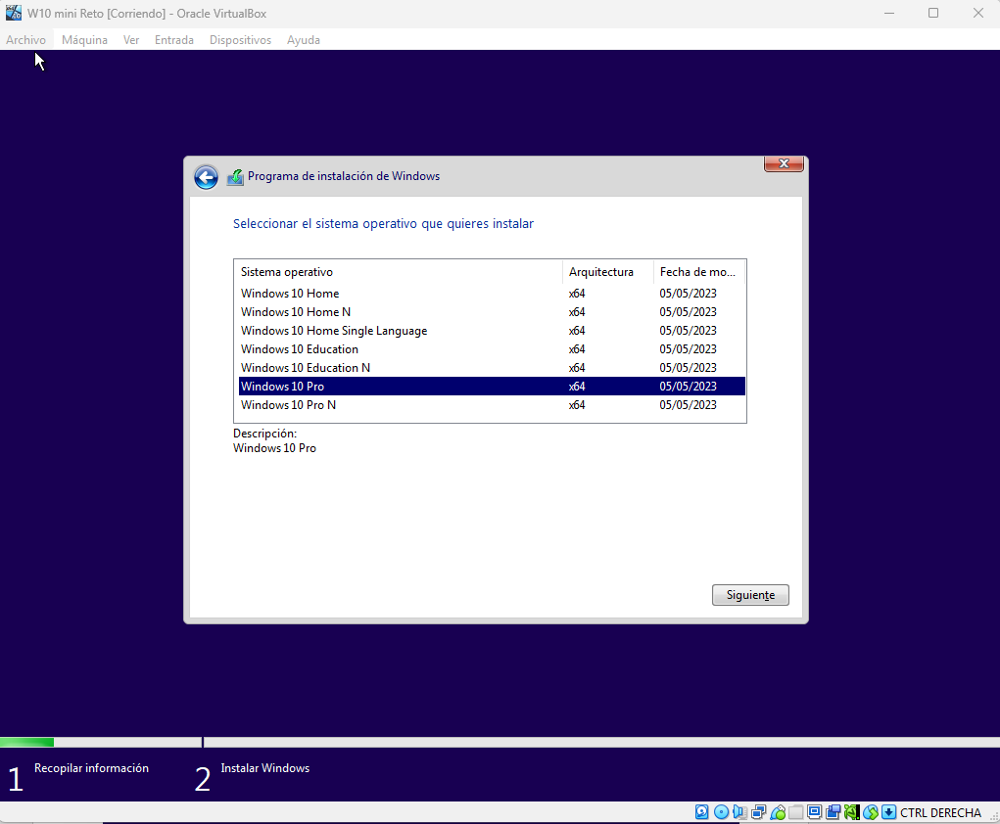 W10 mini Reto [Corriendo] - Oracle VirtualBox
Archivo Máquina Ver Entrada Dispositivos Ayuda
Programa de instalación de Windows
Seleccionar el sistema operativo que quieres instalar
Sistema operativo Arquitectura Fecha de mo...
Windows 10 Home x64 05/05/2023
Windows 10 Home N x64 05/05/2023
Windows 10 Home Single Language x64 05/05/2023
Windows 10 Education x64 05/05/2023
Windows 10 Education N x64 05/05/2023
Windows 10 Pro x64 05/05/2023
Windows 10 Pro N x64 05/05/2023
Descripción:
Windows 10 Pro
Siguiente
1 Recopilar información 2 Instalar Windows
CTRL DERECHA